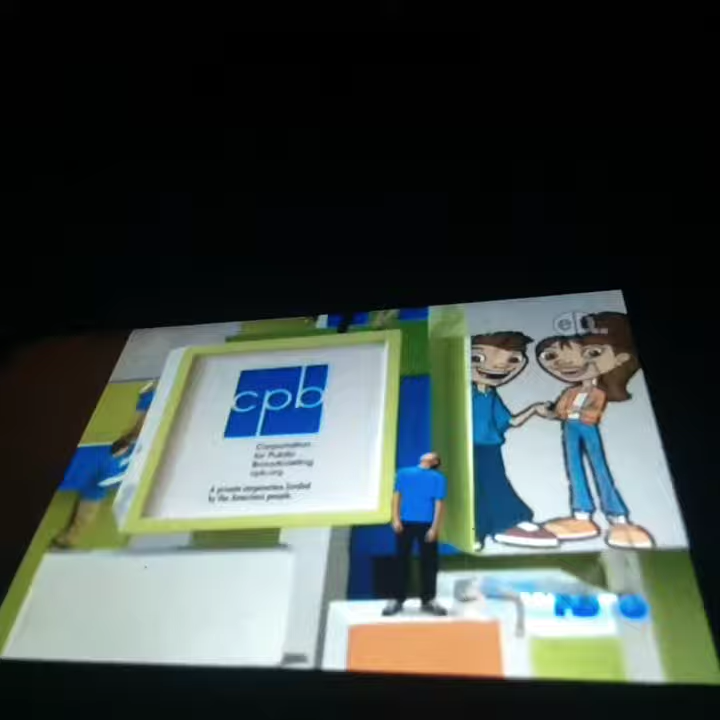 cpb
Corporation
for Public
Broadcasting
cpb.org
A private corporation funded
by the American people.